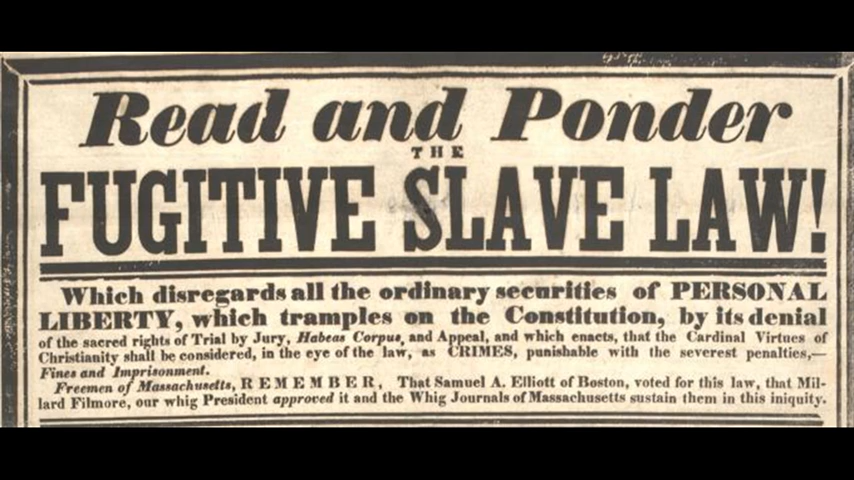 Read and Ponder
THE
FUGITIVE SLAVE LAW!
Which disregards all the ordinary securities of PERSONAL
LIBERTY, which tramples on the Constitution, by its denial
of the sacred rights of Trial by Jury, Habeas Corpus, and Appeal, and which enacts, that the Cardinal Virtues of
Christianity shall be considered, in the eye of the law, as CRIMES, punishable with the severest penalties,—
Fines and Imprisonment.
Freemen of Massachusetts, REMEMBER, That Samuel A. Elliott of Boston, voted for this law, that Mil-
lard Filmore, our whig President approved it and the Whig Journals of Massachusetts sustain them in this iniquity.